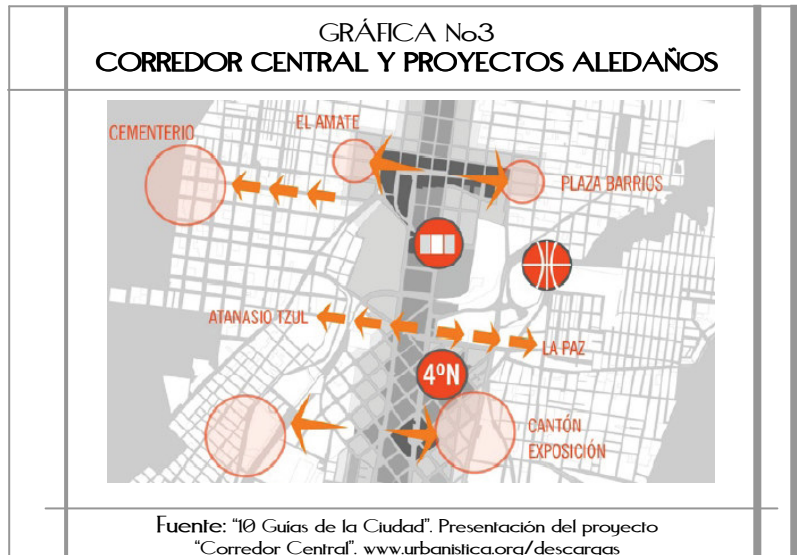 GRÁFICA No3
CORREDOR CENTRAL Y PROYECTOS ALEDAÑOS
EL AMATE
CEMENTERIO
PLAZA BARRIOS
ATANASIO TZUL
LA PAZ
4ºN
CANTÓN
EXPOSICIÓN
Fuente: "10 Guías de la Ciudad". Presentación del proyecto
"Corredor Central". www.urbanistica.org/descargas